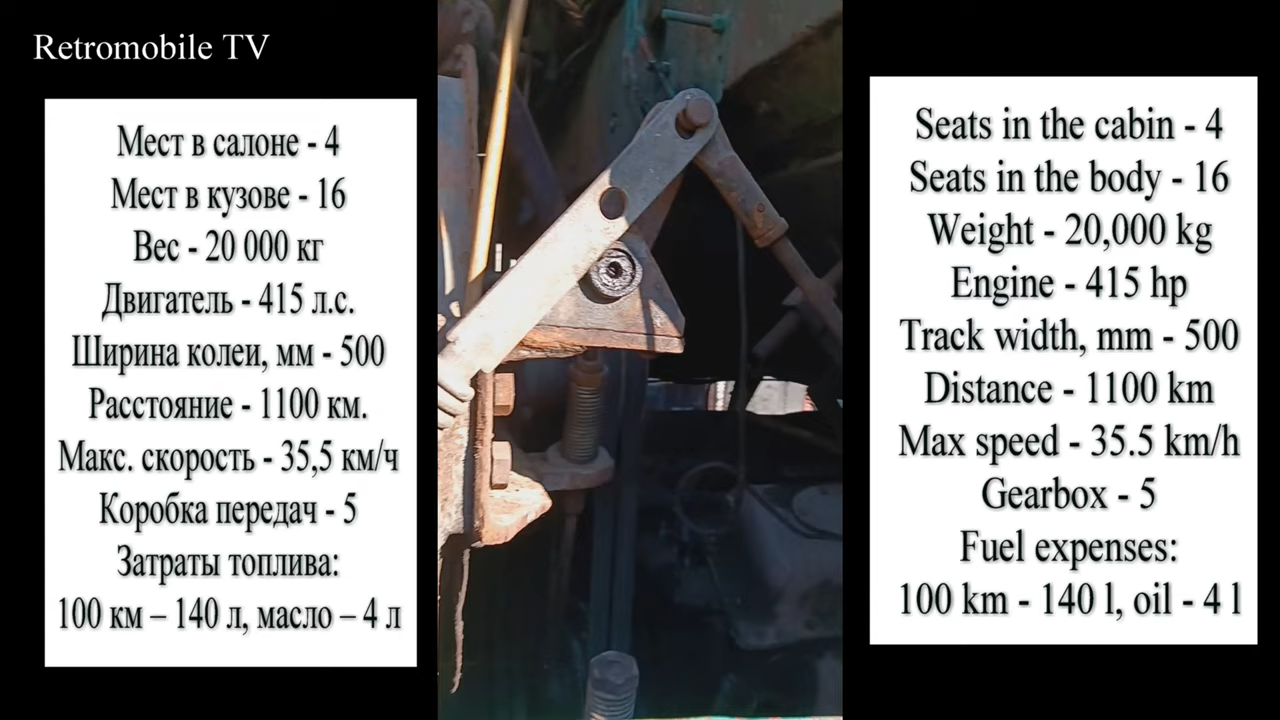 Retromobile TV
Мест в салоне - 4
Мест в кузове - 16
Вес - 20 000 кг
Двигатель - 415 л.с.
Ширина колеи, мм - 500
Расстояние - 1100 км.
Макс. скорость - 35,5 км/ч
Коробка передач - 5
Затраты топлива:
100 км – 140 л, масло – 4 л
Seats in the cabin - 4
Seats in the body - 16
Weight - 20,000 kg
Engine - 415 hp
Track width, mm - 500
Distance - 1100 km
Max speed - 35.5 km/h
Gearbox - 5
Fuel expenses:
100 km - 140 l, oil - 4 l